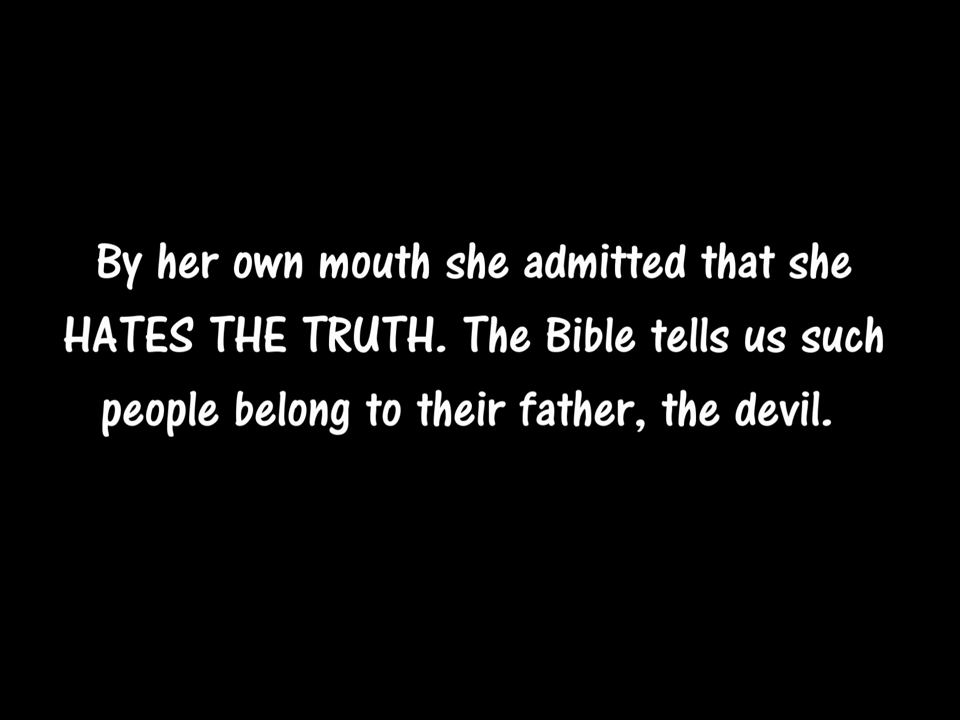 By her own mouth she admitted that she
HATES THE TRUTH. The Bible tells us such
people belong to their father, the devil.